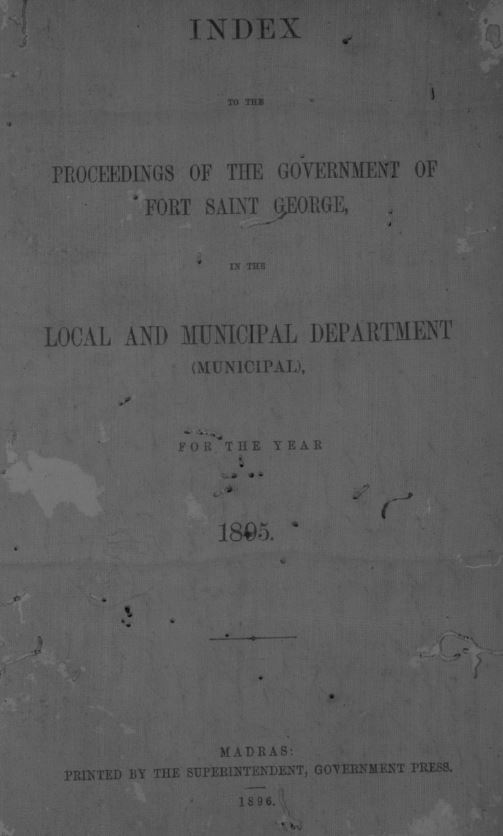 INDEX
TO THE
PROCEEDINGS OF THE GOVERNMENT OF
FORT SAINT GEORGE,
IN THE
LOCAL AND MUNICIPAL DEPARTMENT
(MUNICIPAL),
FOR THE YEAR
1895.
MADRAS:
PRINTED BY THE SUPERINTENDENT, GOVERNMENT PRESS.
1896.